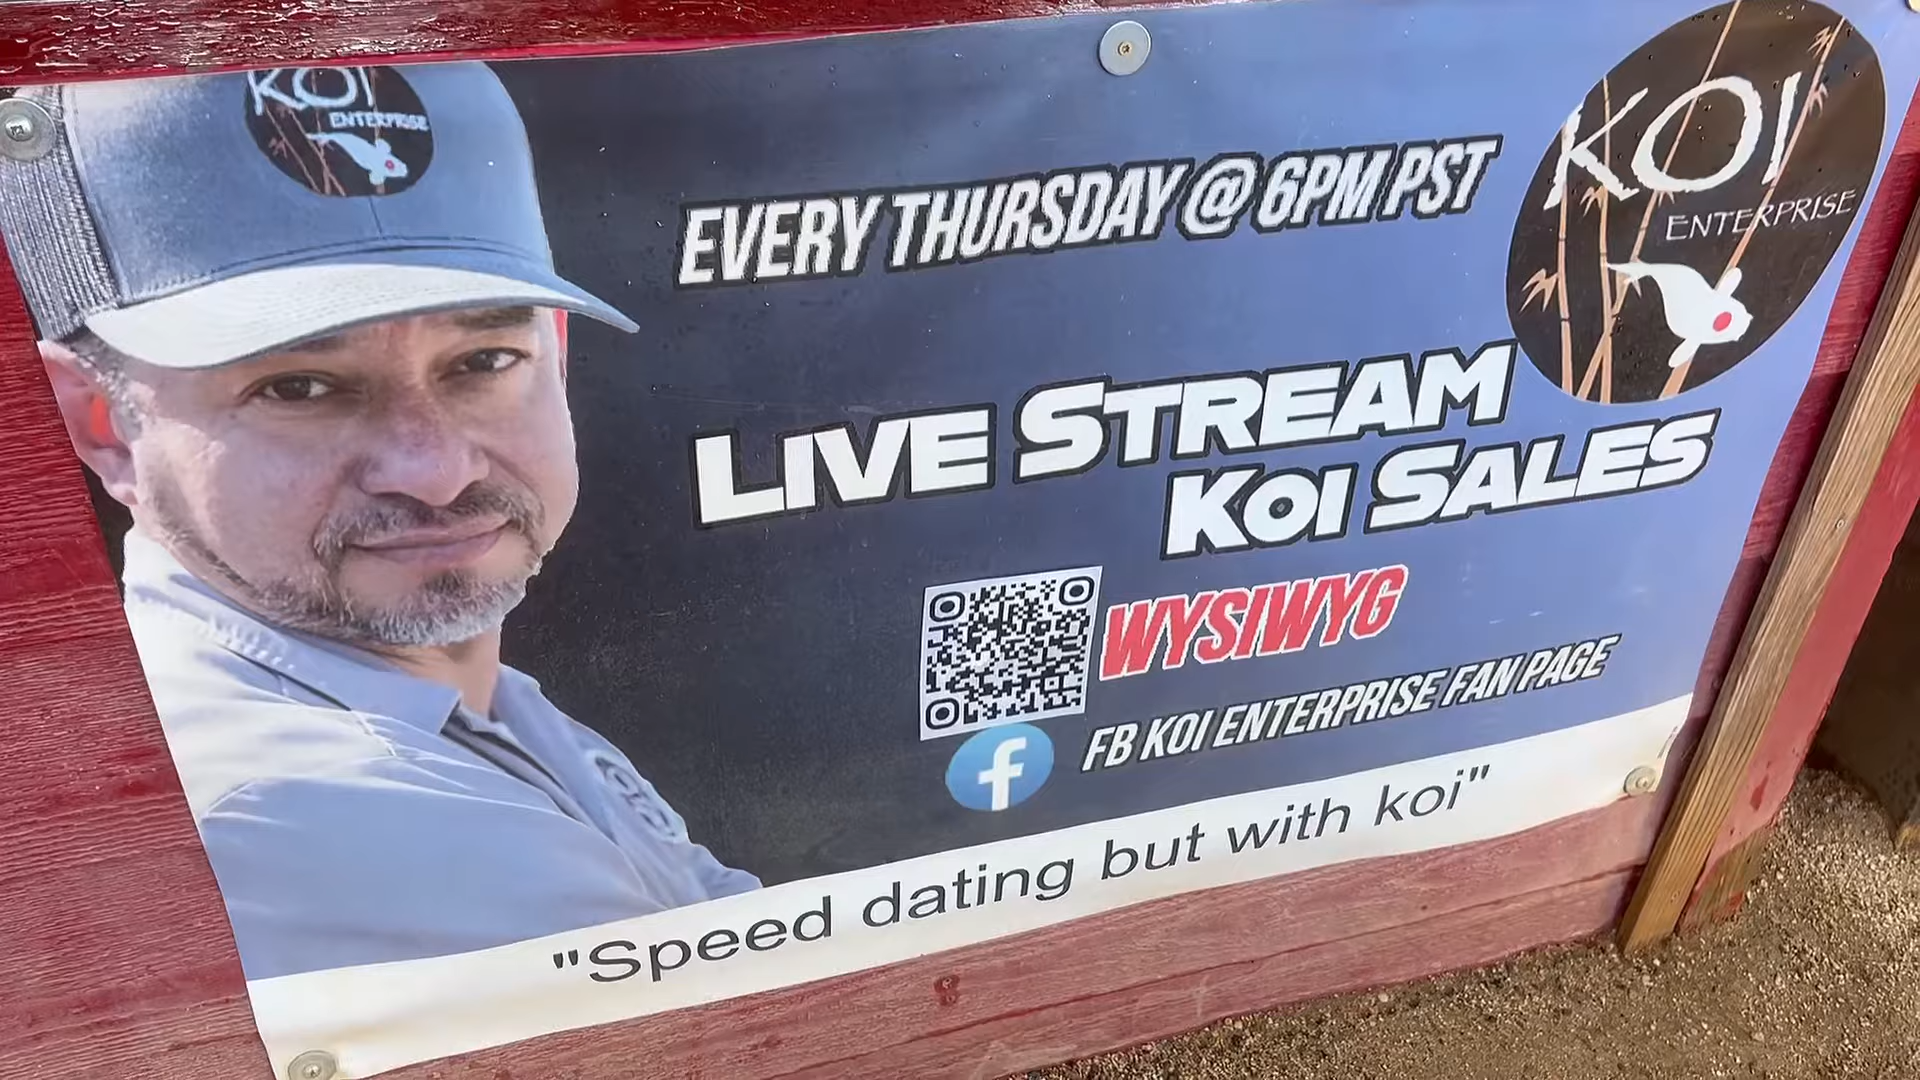 KOI
ENTERPRISE
EVERY THURSDAY @ 6PM PST
KOI
ENTERPRISE
LIVE STREAM
KOI SALES
WYSIWYG
FB KOI ENTERPRISE FAN PAGE
f
"Speed dating but with koi"